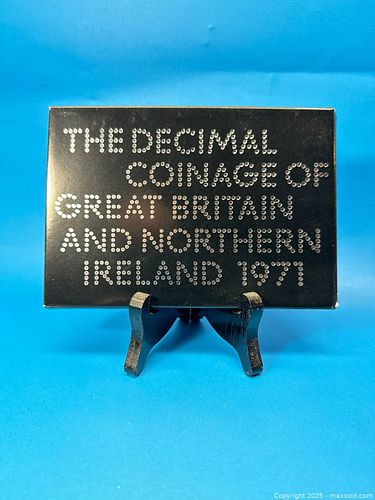 THE DECIMAL
COINAGE OF
GREAT BRITAIN
AND NORTHERN
IRELAND 1971
Copyright 2025 - maxsold.com